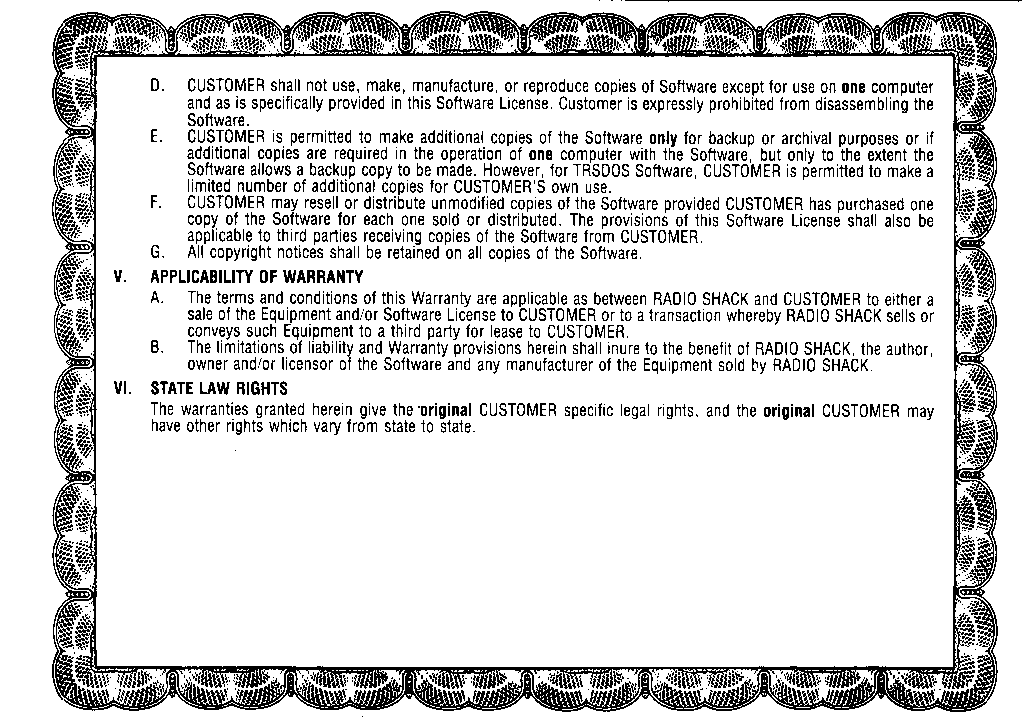 D. CUSTOMER shall not use, make, manufacture, or reproduce copies of Software except for use on one computer
and as is specifically provided in this Software License. Customer is expressly prohibited from disassembling the
Software.
E. CUSTOMER is permitted to make additional copies of the Software only for backup or archival purposes or if
additional copies are required in the operation of one computer with the Software, but only to the extent the
Software allows a backup copy to be made. However, for TRSDOS Software, CUSTOMER is permitted to make a
limited number of additional copies for CUSTOMER'S own use.
F. CUSTOMER may resell or distribute unmodified copies of the Software provided CUSTOMER has purchased one
copy of the Software for each one sold or distributed. The provisions of this Software License shall also be
applicable to third parties receiving copies of the Software from CUSTOMER.
G. All copyright notices shall be retained on all copies of the Software.
V. APPLICABILITY OF WARRANTY
A. The terms and conditions of this Warranty are applicable as between RADIO SHACK and CUSTOMER to either a
sale of the Equipment and/or Software License to CUSTOMER or to a transaction whereby RADIO SHACK sells or
conveys such Equipment to a third party for lease to CUSTOMER.
B. The limitations of liability and Warranty provisions herein shall inure to the benefit of RADIO SHACK, the author,
owner and/or licensor of the Software and any manufacturer of the Equipment sold by RADIO SHACK.
VI. STATE LAW RIGHTS
The warranties granted herein give the original CUSTOMER specific legal rights, and the original CUSTOMER may
have other rights which vary from state to state.